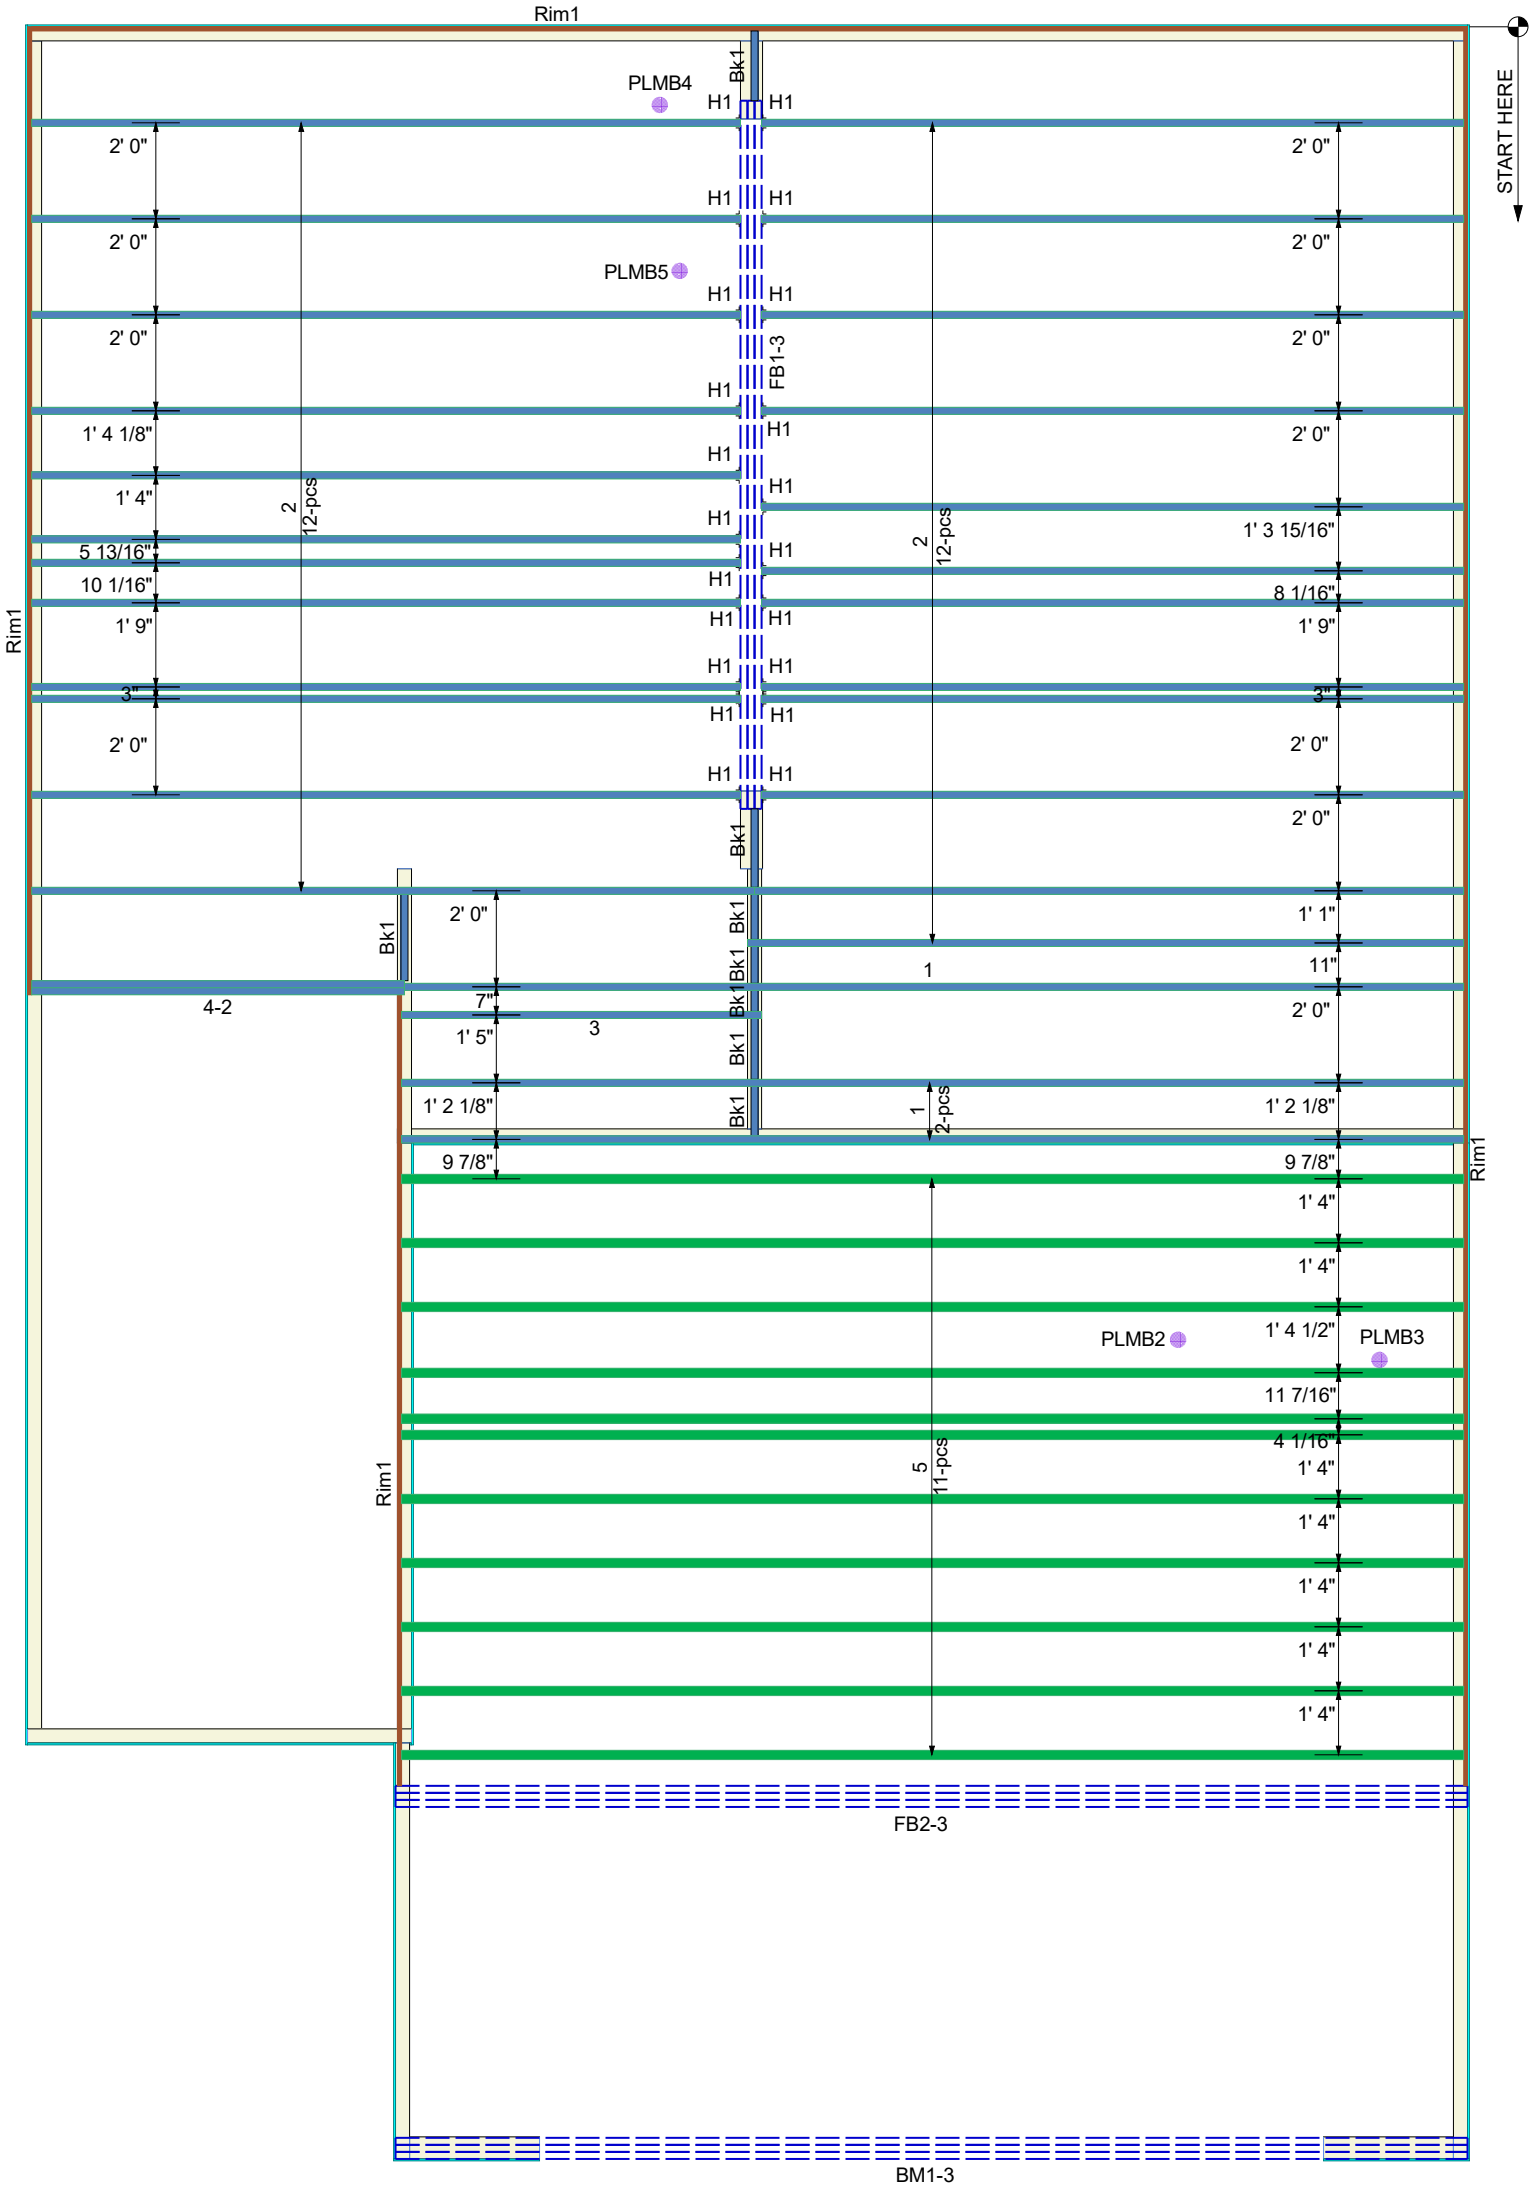 Rim1
START HERE
Bk1
PLMB4
H1 H1
2' 0" 2' 0"
H1 H1
2' 0" 2' 0"
PLMB5
H1 H1
2' 0" 2' 0"
FB1-3
H1
H1
1' 4 1/8" 2' 0"
H1
H1
1' 4"
2
12-pcs
H1
1' 3 15/16"
2
12-pcs
5 13/16"
H1
10 1/16"
H1
8 1/16"
H1 H1
1' 9" 1' 9"
Rim1
H1 H1
3" 3"
H1 H1
2' 0" 2' 0"
H1 H1
2' 0"
Bk1
2' 0"
Bk1
1' 1"
Bk1
Bk1
1
11"
4-2
7"
Bk1
2' 0"
3
1' 5"
Bk1
1' 2 1/8"
Bk1
1
2-pcs
1' 2 1/8"
9 7/8" 9 7/8"
Rim1
1' 4"
1' 4"
1' 4 1/2"
PLMB2
PLMB3
11 7/16"
4 1/16"
1' 4"
5
11-pcs
Rim1
1' 4"
1' 4"
1' 4"
1' 4"
FB2-3
BM1-3